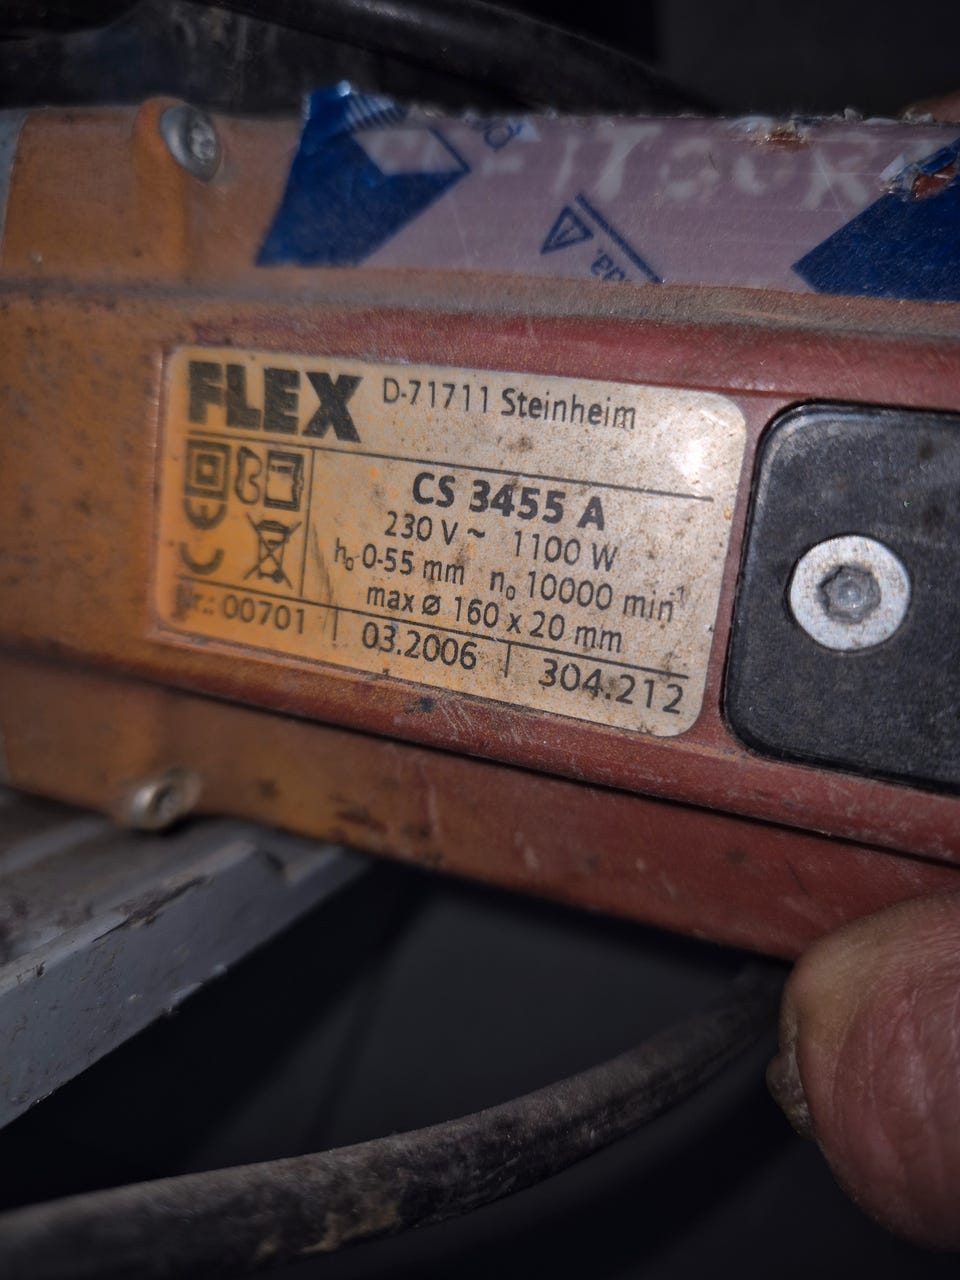 FLEX D-71711 Steinheim
CS 3455 A
230 V ~ 1100 W
h₀ 0-55 mm n₀ 10000 min⁻¹
max ø 160 x 20 mm
Nr.: 00701 03.2006 304.212